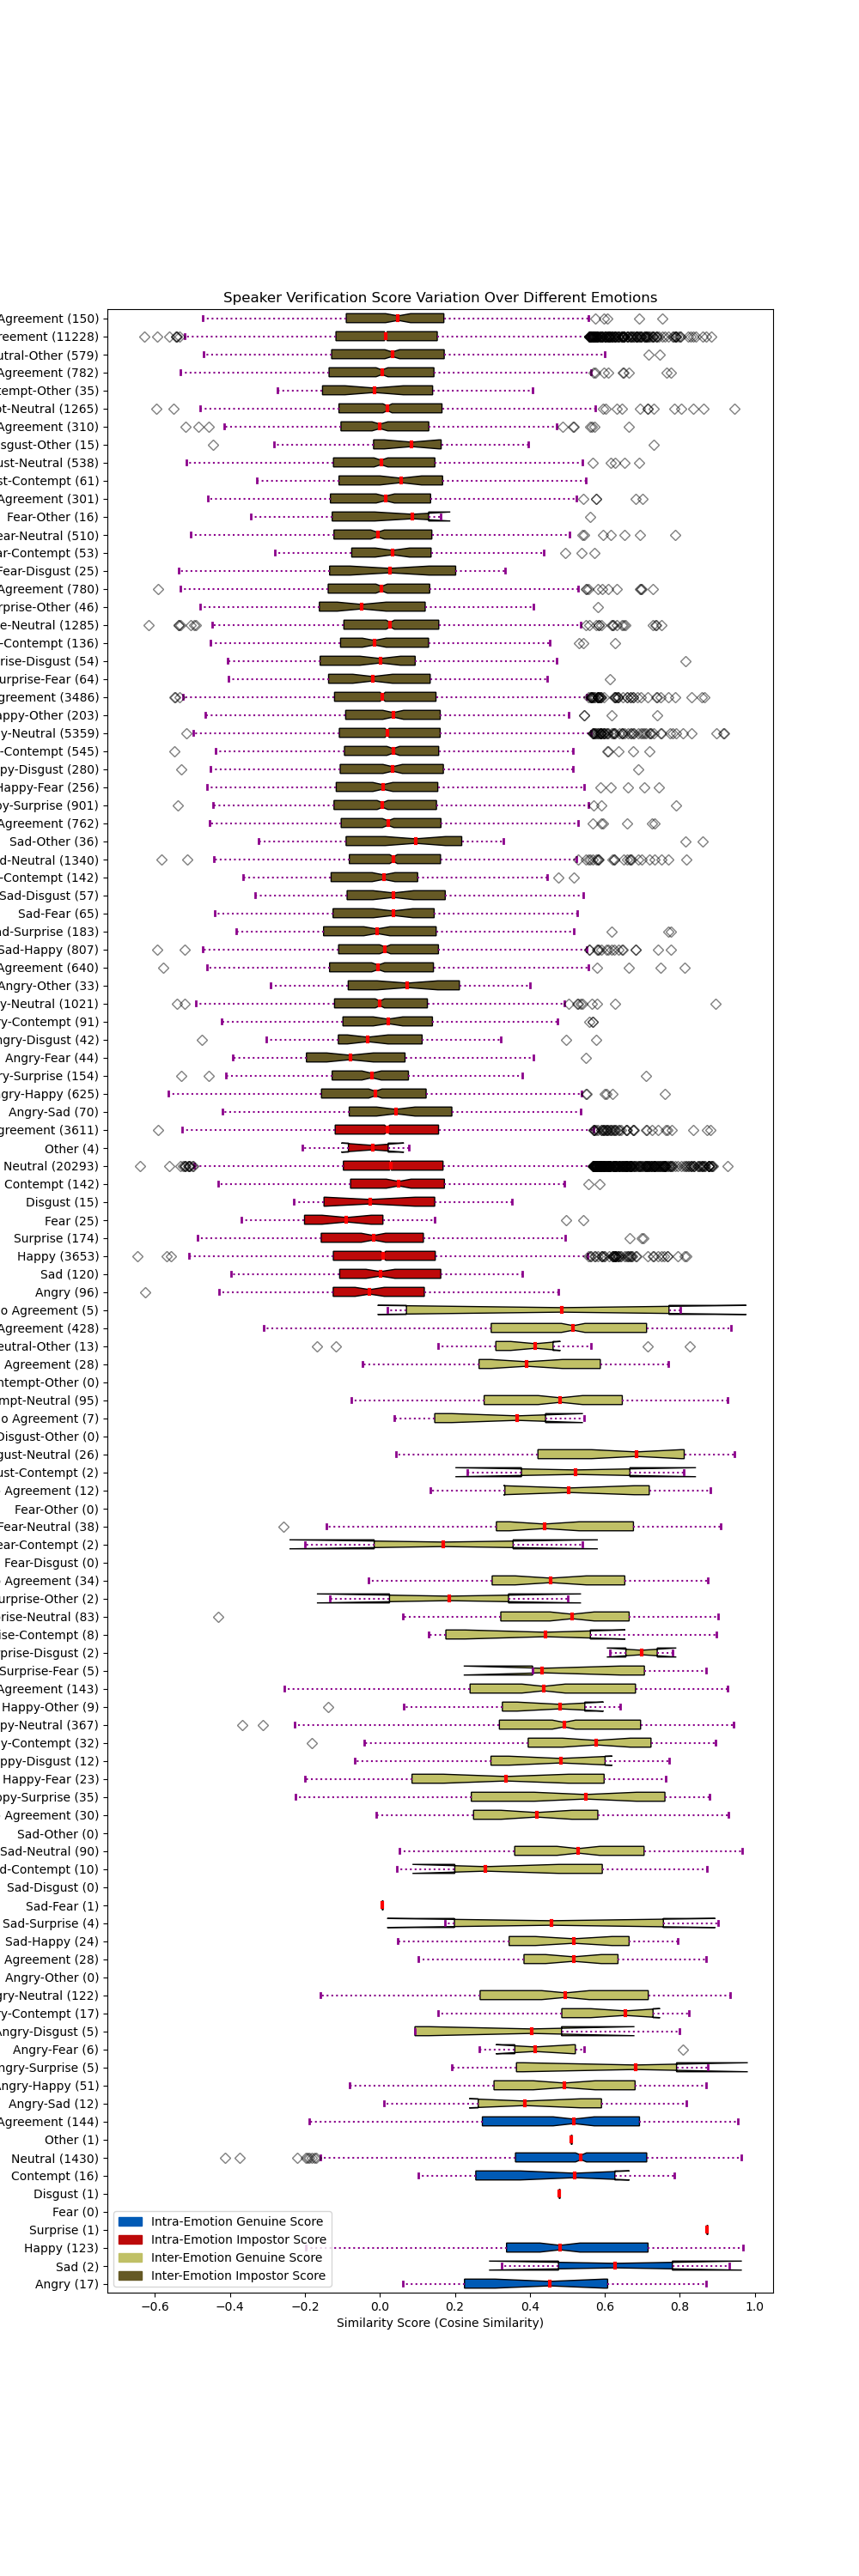 Speaker Verification Score Variation Over Different Emotions
Agreement (150)
reement (11228)
utral-Other (579)
Agreement (782)
tempt-Other (35)
pt-Neutral (1265)
Agreement (310)
isgust-Other (15)
ust-Neutral (538)
st-Contempt (61)
Agreement (301)
Fear-Other (16)
ear-Neutral (510)
ar-Contempt (53)
Fear-Disgust (25)
Agreement (780)
rprise-Other (46)
e-Neutral (1285)
-Contempt (136)
rise-Disgust (54)
urprise-Fear (64)
greement (3486)
appy-Other (203)
y-Neutral (5359)
-Contempt (545)
ppy-Disgust (280)
Happy-Fear (256)
py-Surprise (901)
Agreement (762)
Sad-Other (36)
ad-Neutral (1340)
-Contempt (142)
Sad-Disgust (57)
Sad-Fear (65)
ad-Surprise (183)
Sad-Happy (807)
Agreement (640)
Angry-Other (33)
y-Neutral (1021)
ry-Contempt (91)
ngry-Disgust (42)
Angry-Fear (44)
ry-Surprise (154)
ngry-Happy (625)
Angry-Sad (70)
greement (3611)
Other (4)
Neutral (20293)
Contempt (142)
Disgust (15)
Fear (25)
Surprise (174)
Happy (3653)
Sad (120)
Angry (96)
o Agreement (5)
Agreement (428)
eutral-Other (13)
Agreement (28)
ntempt-Other (0)
mpt-Neutral (95)
o Agreement (7)
Disgust-Other (0)
gust-Neutral (26)
ust-Contempt (2)
Agreement (12)
Fear-Other (0)
Fear-Neutral (38)
ear-Contempt (2)
Fear-Disgust (0)
Agreement (34)
urprise-Other (2)
rise-Neutral (83)
ise-Contempt (8)
rprise-Disgust (2)
Surprise-Fear (5)
Agreement (143)
Happy-Other (9)
py-Neutral (367)
y-Contempt (32)
appy-Disgust (12)
Happy-Fear (23)
ppy-Surprise (35)
Agreement (30)
Sad-Other (0)
Sad-Neutral (90)
d-Contempt (10)
Sad-Disgust (0)
Sad-Fear (1)
Sad-Surprise (4)
Sad-Happy (24)
Agreement (28)
Angry-Other (0)
gry-Neutral (122)
y-Contempt (17)
Angry-Disgust (5)
Angry-Fear (6)
ngry-Surprise (5)
Angry-Happy (51)
Angry-Sad (12)
Agreement (144)
Other (1)
Neutral (1430)
Contempt (16)
Disgust (1)
Fear (0)
Surprise (1)
Happy (123)
Sad (2)
Angry (17)
Intra-Emotion Genuine Score
Intra-Emotion Impostor Score
Inter-Emotion Genuine Score
Inter-Emotion Impostor Score
−0.6 −0.4 −0.2 0.0 0.2 0.4 0.6 0.8 1.0
Similarity Score (Cosine Similarity)